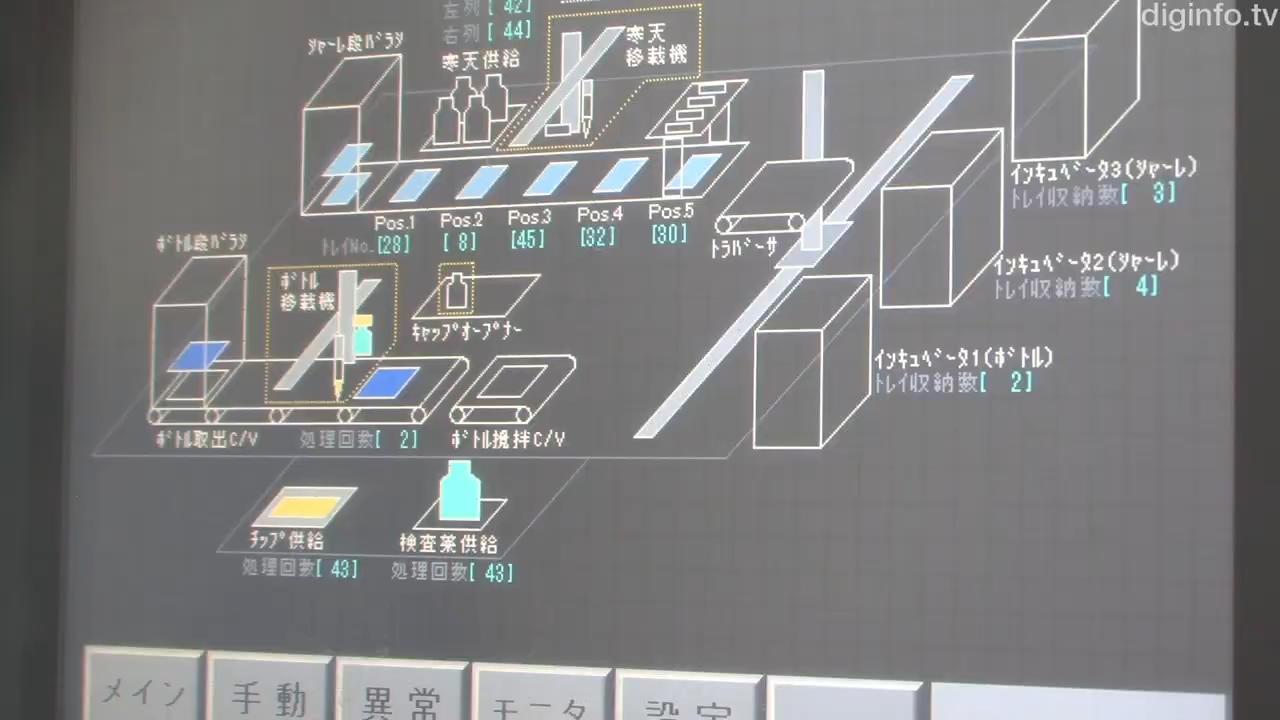 diginfo.tv
左列[ 42]
右列[ 44]
シャーレ段バラシ
寒天供給
寒天
移載機
インキュベータ3(シャーレ)
トレイ収納数[ 3]
Pos.1 Pos.2 Pos.3 Pos.4 Pos.5
トレイNo.[28] [ 8] [45] [32] [30]
トラバーサ
ボトル段バラシ
インキュベータ2(シャーレ)
トレイ収納数[ 4]
ボトル
移載機
キャップオープナー
インキュベータ1(ボトル)
トレイ収納数[ 2]
ボトル取出C/V
処理回数[ 2]
ボトル撹拌C/V
チップ供給
検査薬供給
処理回数[ 43]
処理回数[ 43]
メイン
手動
異常
モニタ
設定